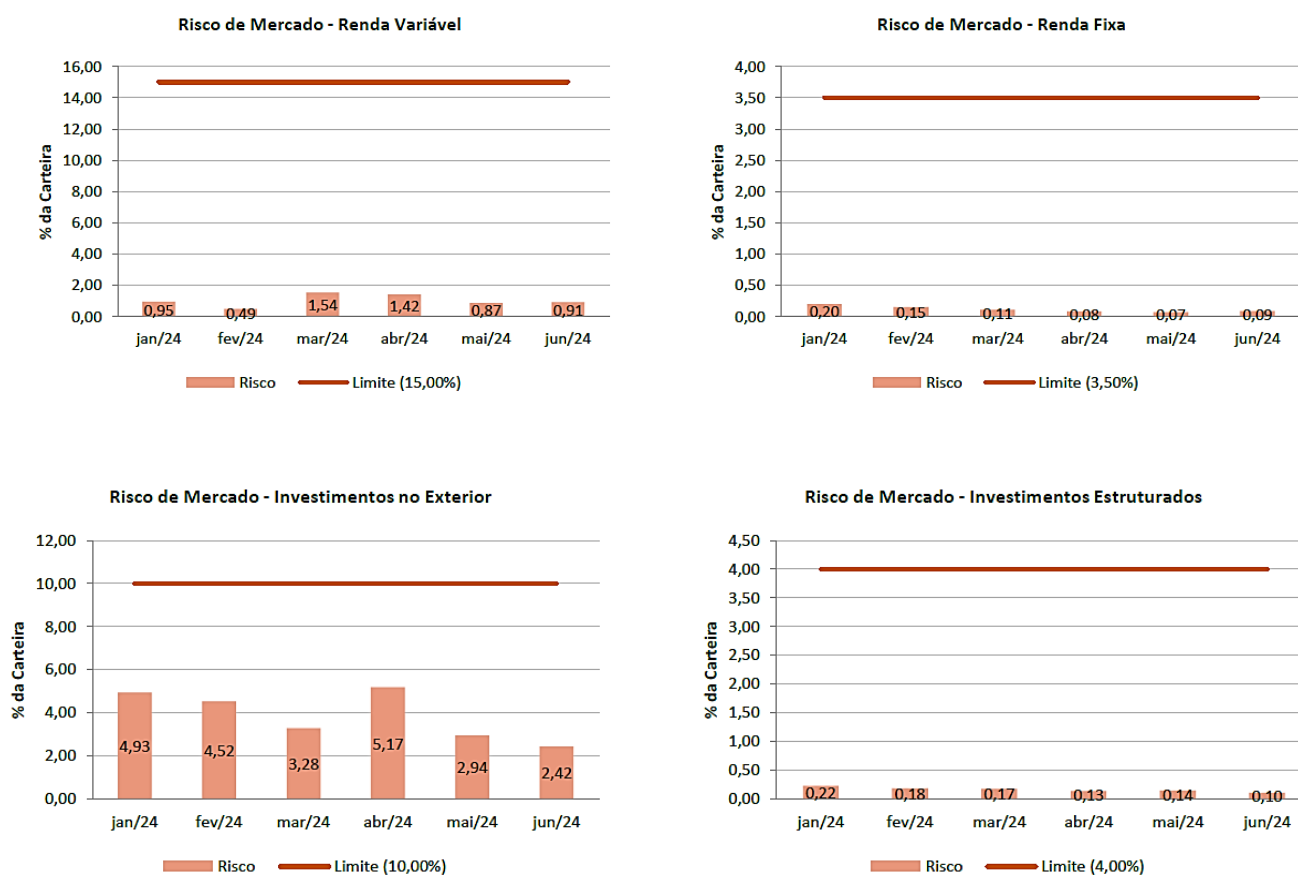 Risco de Mercado - Renda Variável
16,00
14,00
12,00
10,00
8,00
6,00
4,00
2,00
0,00
% da Carteira
0,95
0,49
1,54
1,42
0,87
0,91
jan/24
fev/24
mar/24
abr/24
mai/24
jun/24
Risco
Limite (15,00%)
Risco de Mercado - Renda Fixa
4,00
3,50
3,00
2,50
2,00
1,50
1,00
0,50
0,00
% da Carteira
0,20
0,15
0,11
0,08
0,07
0,09
jan/24
fev/24
mar/24
abr/24
mai/24
jun/24
Risco
Limite (3,50%)
Risco de Mercado - Investimentos no Exterior
12,00
10,00
8,00
6,00
4,00
2,00
0,00
% da Carteira
4,93
4,52
3,28
5,17
2,94
2,42
jan/24
fev/24
mar/24
abr/24
mai/24
jun/24
Risco
Limite (10,00%)
Risco de Mercado - Investimentos Estruturados
4,50
4,00
3,50
3,00
2,50
2,00
1,50
1,00
0,50
0,00
% da Carteira
0,22
0,18
0,17
0,13
0,14
0,10
jan/24
fev/24
mar/24
abr/24
mai/24
jun/24
Risco
Limite (4,00%)